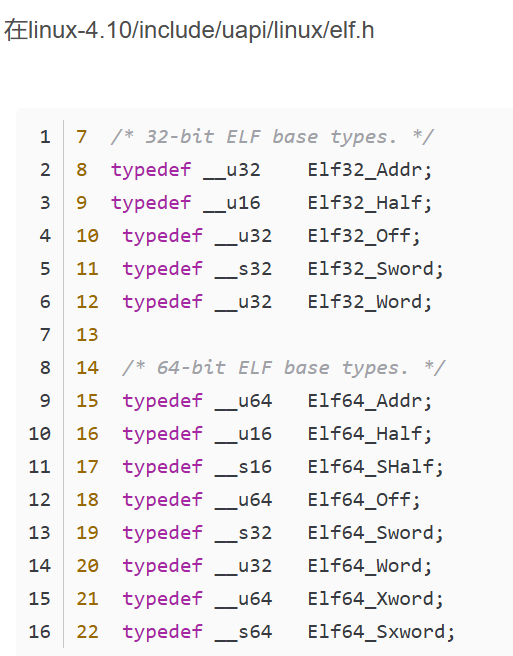 在linux-4.10/include/uapi/linux/elf.h
1 7 /* 32-bit ELF base types. */
2 8 typedef __u32 Elf32_Addr;
3 9 typedef __u16 Elf32_Half;
4 10 typedef __u32 Elf32_Off;
5 11 typedef __s32 Elf32_Sword;
6 12 typedef __u32 Elf32_Word;
7 13
8 14 /* 64-bit ELF base types. */
9 15 typedef __u64 Elf64_Addr;
10 16 typedef __u16 Elf64_Half;
11 17 typedef __s16 Elf64_SHalf;
12 18 typedef __u64 Elf64_Off;
13 19 typedef __s32 Elf64_Sword;
14 20 typedef __u32 Elf64_Word;
15 21 typedef __u64 Elf64_Xword;
16 22 typedef __s64 Elf64_Sxword;